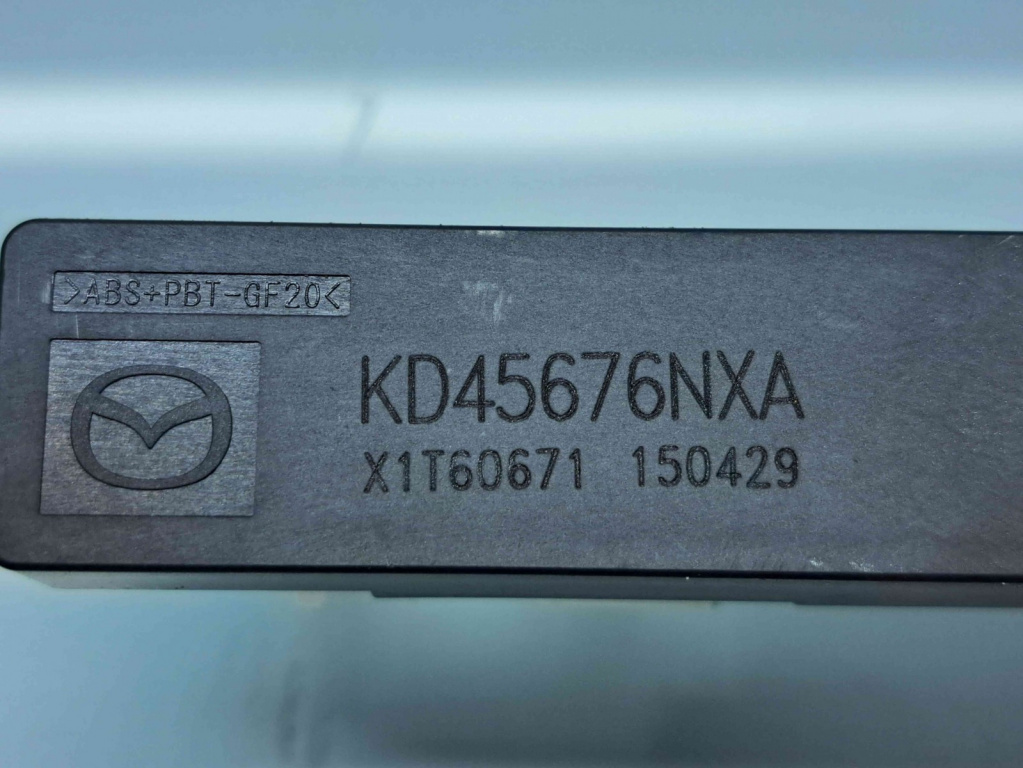 >ABS+PBT-GF20<
KD45676NXA
X1T60671 150429